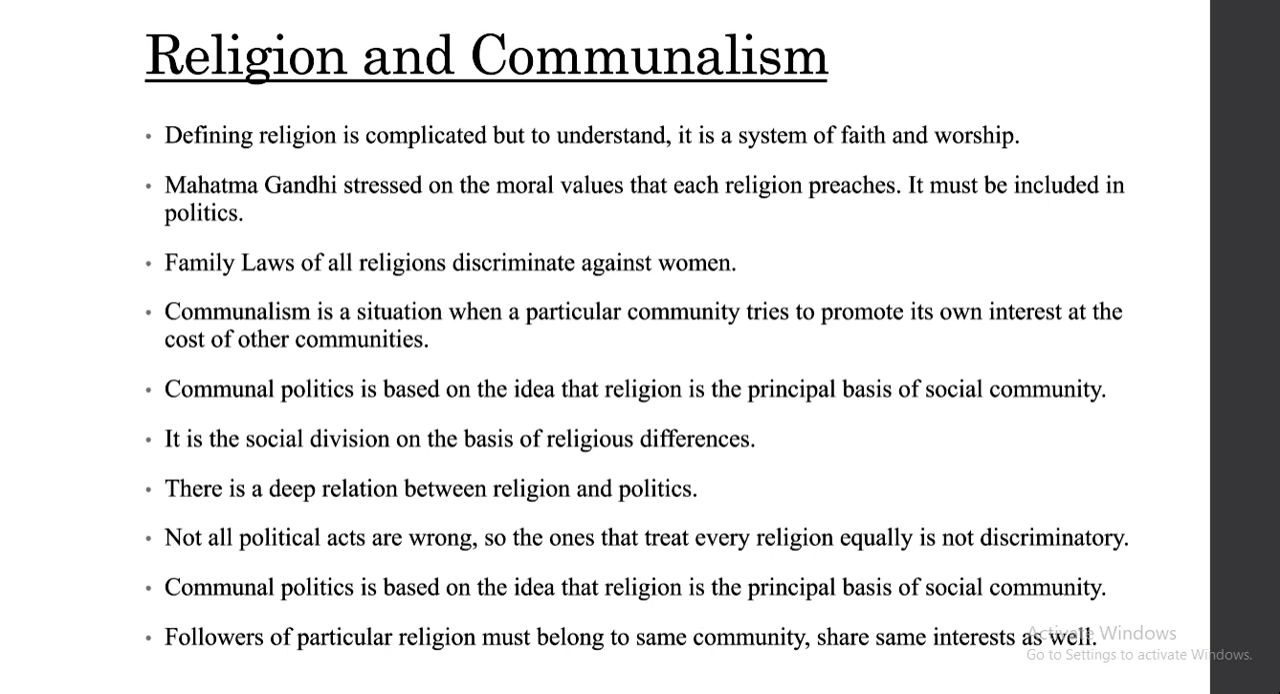 Religion and Communalism
• Defining religion is complicated but to understand, it is a system of faith and worship.
• Mahatma Gandhi stressed on the moral values that each religion preaches. It must be included in
politics.
• Family Laws of all religions discriminate against women.
• Communalism is a situation when a particular community tries to promote its own interest at the
cost of other communities.
• Communal politics is based on the idea that religion is the principal basis of social community.
• It is the social division on the basis of religious differences.
• There is a deep relation between religion and politics.
• Not all political acts are wrong, so the ones that treat every religion equally is not discriminatory.
• Communal politics is based on the idea that religion is the principal basis of social community.
• Followers of particular religion must belong to same community, share same interests as well.
Activate Windows
Go to Settings to activate Windows.